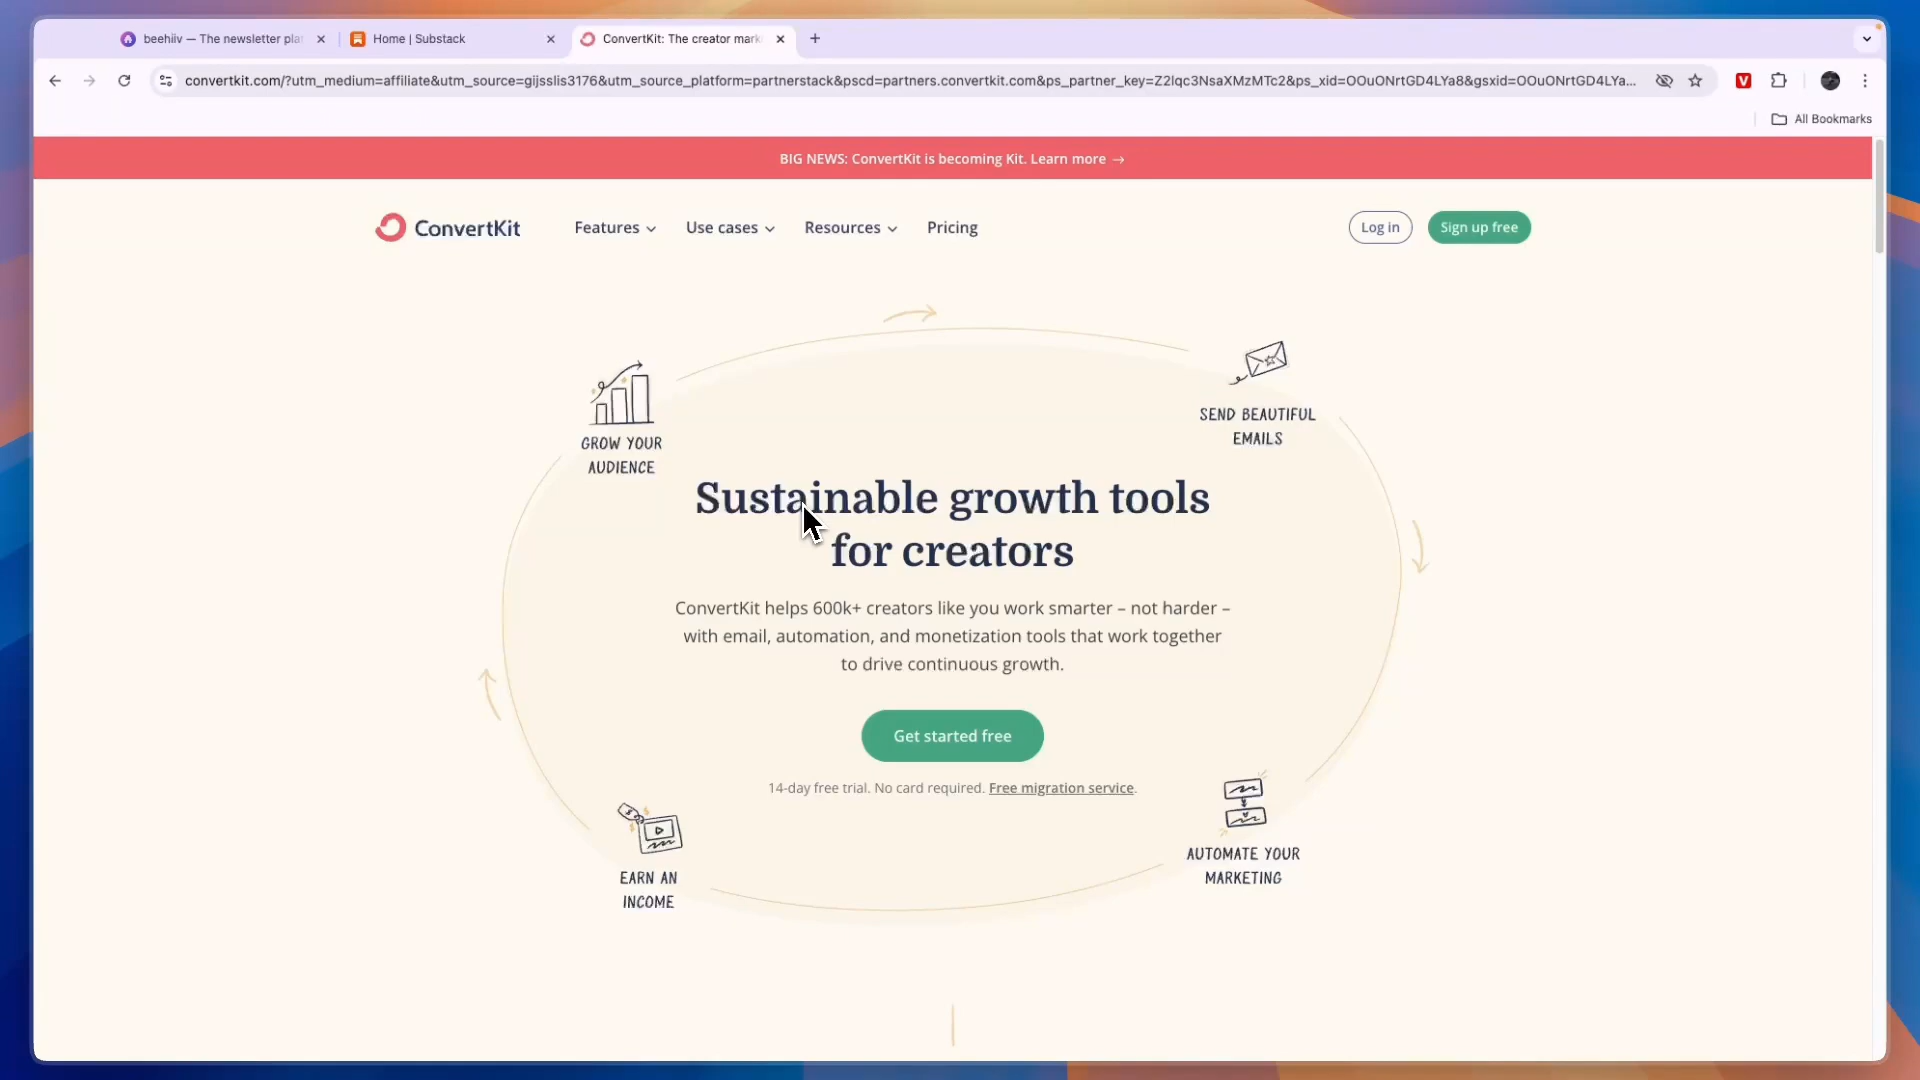 beehiiv — The newsletter plat
Home | Substack
ConvertKit: The creator mark
convertkit.com/?utm_medium=affiliate&utm_source=gijsslis3176&utm_source_platform=partnerstack&pscd=partners.convertkit.com&ps_partner_key=Z2lqc3NsaXMzMTc2&ps_xid=OOuONrtGD4LYa8&gsxid=OOuONrtGD4LYa...
V
All Bookmarks
BIG NEWS: ConvertKit is becoming Kit. Learn more →
ConvertKit
Features
Use cases
Resources
Pricing
Log in
Sign up free
GROW YOUR
AUDIENCE
SEND BEAUTIFUL
EMAILS
Sustainable growth tools
for creators
ConvertKit helps 600k+ creators like you work smarter – not harder –
with email, automation, and monetization tools that work together
to drive continuous growth.
Get started free
14-day free trial. No card required. Free migration service.
EARN AN
INCOME
AUTOMATE YOUR
MARKETING